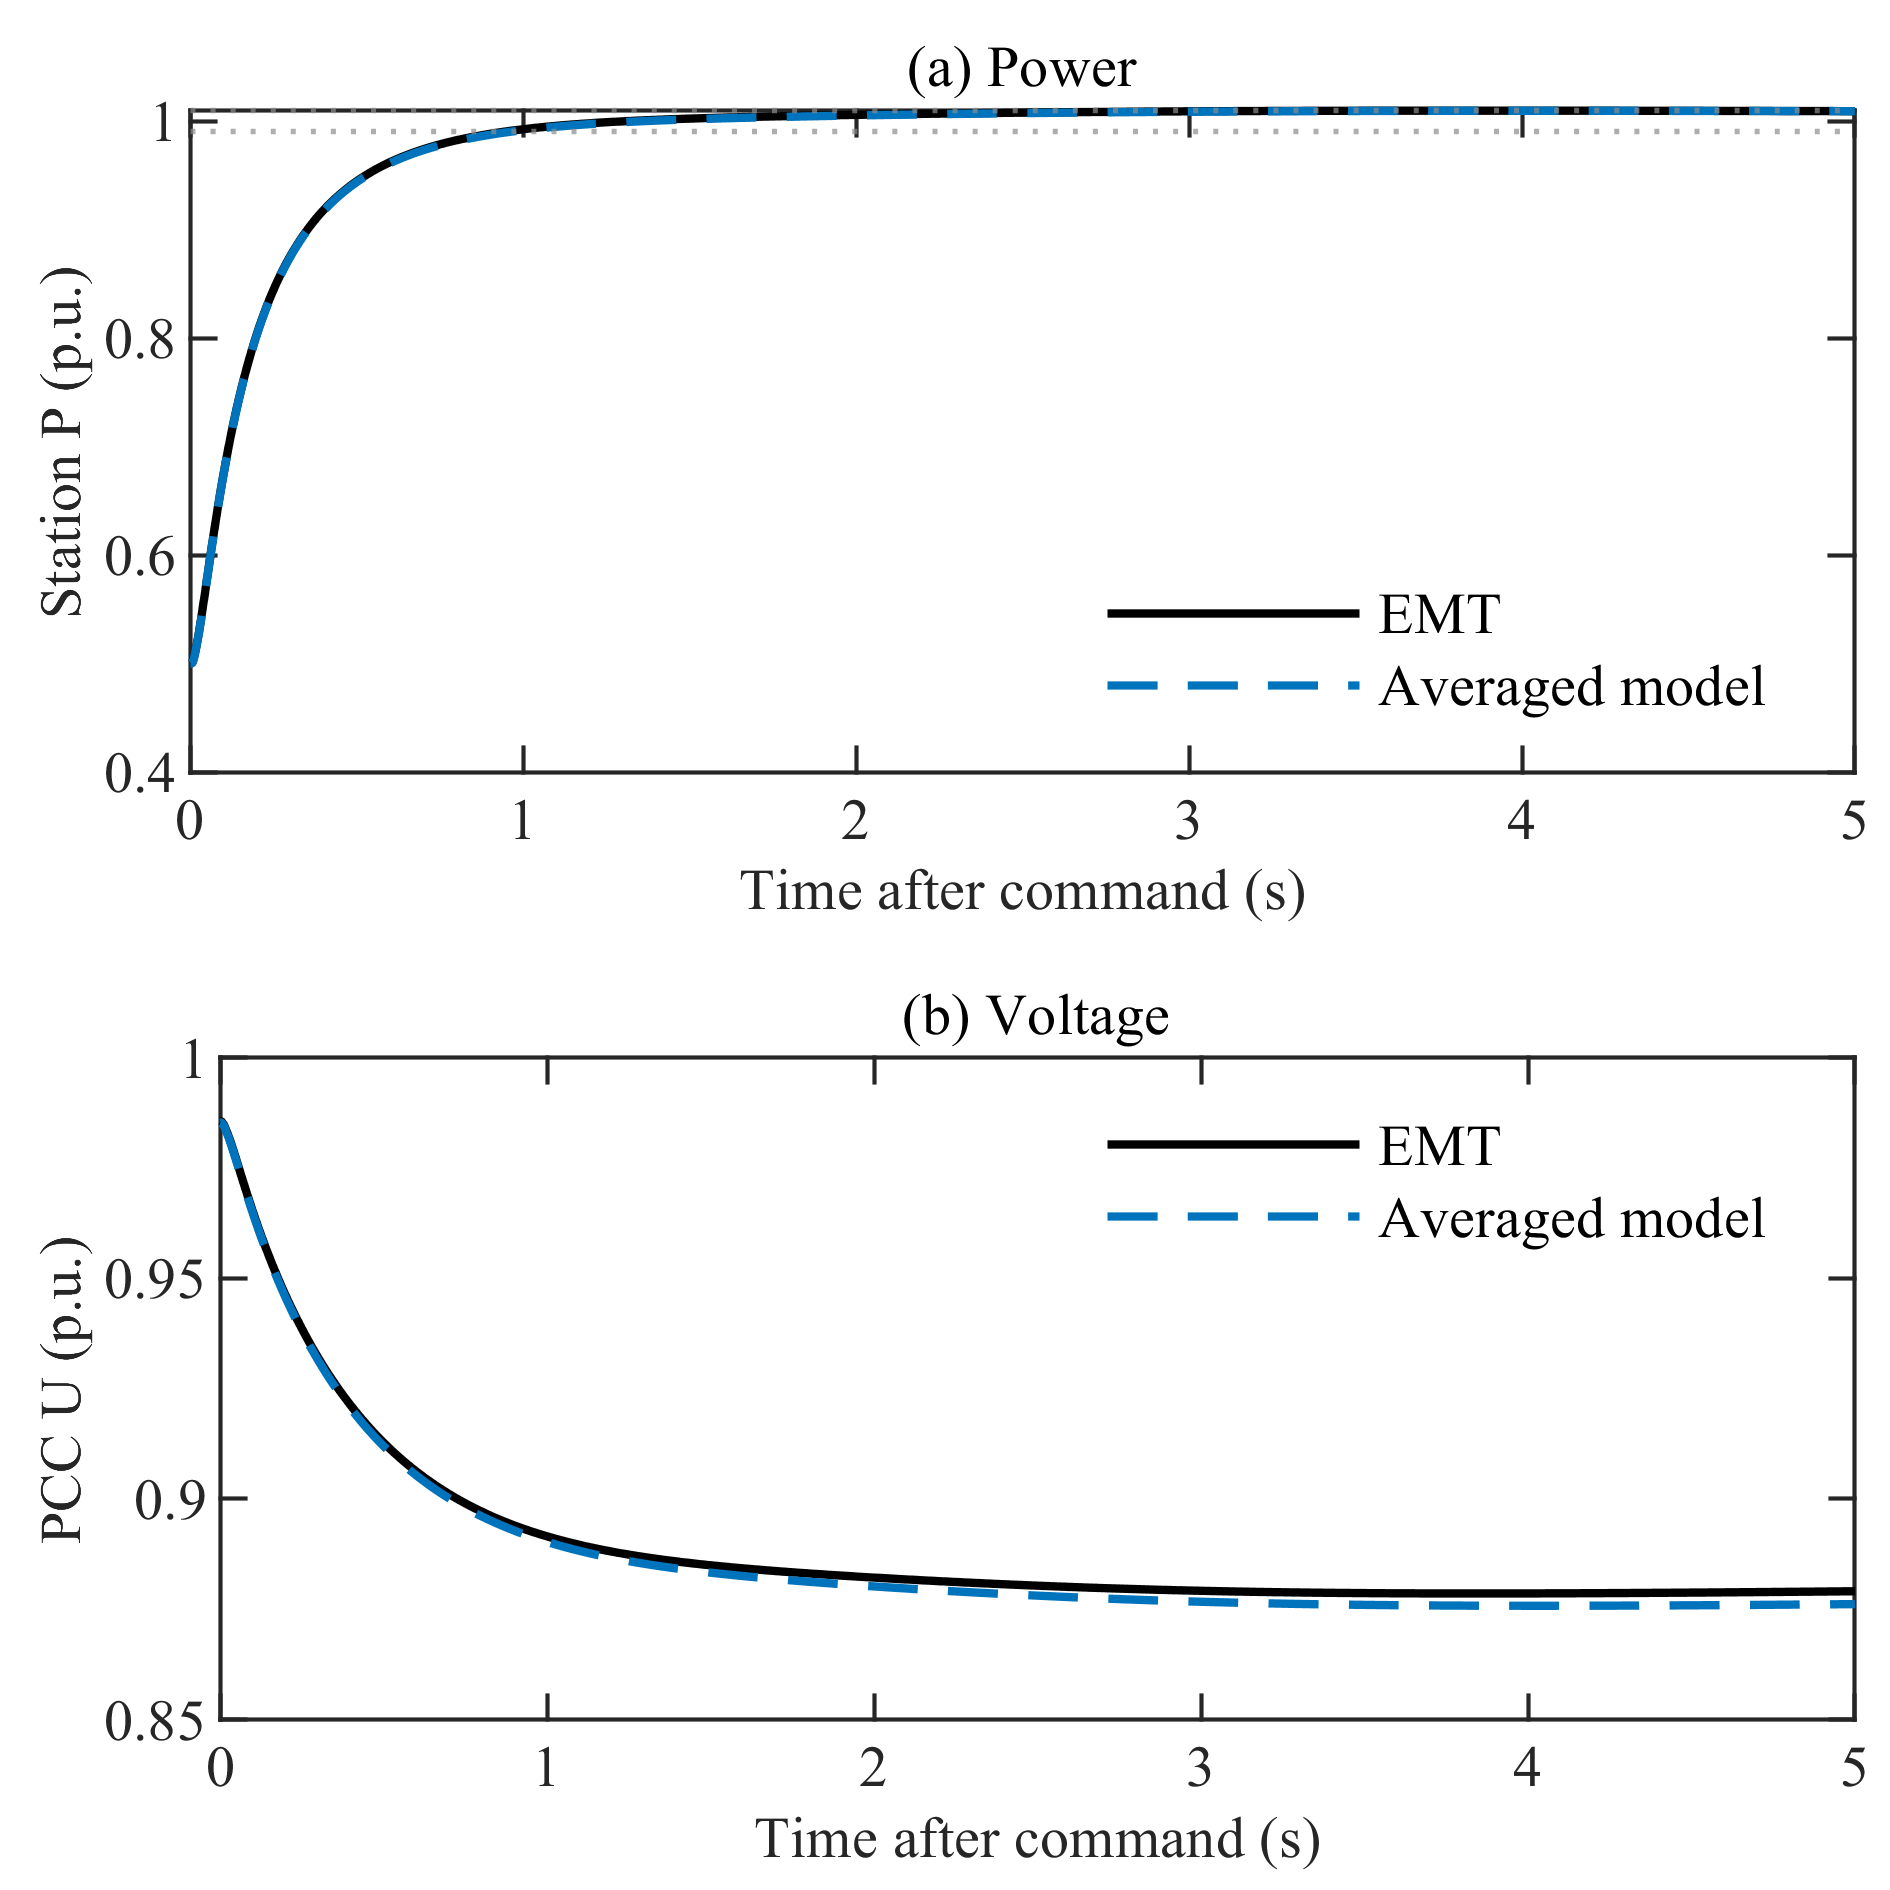 (a) Power
1
0.8
0.6
0.4
Station P (p.u.)
EMT
Averaged model
0 1 2 3 4 5
Time after command (s)
(b) Voltage
1
0.95
0.9
0.85
PCC U (p.u.)
EMT
Averaged model
0 1 2 3 4 5
Time after command (s)